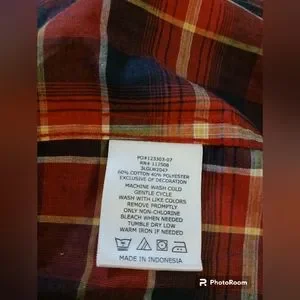 PO#123303-07
RN# 117508
3LGLW2047
60% COTTON 40% POLYESTER
EXCLUSIVE OF DECORATION
MACHINE WASH COLD
GENTLE CYCLE
WASH WITH LIKE COLORS
REMOVE PROMPTLY
ONLY NON-CHLORINE
BLEACH WHEN NEEDED
TUMBLE DRY LOW
WARM IRON IF NEEDED
MADE IN INDONESIA
PhotoRoom